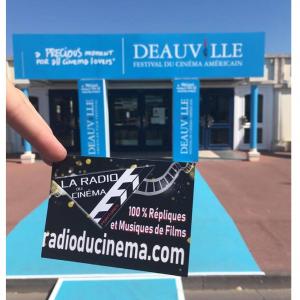 A PRECIOUS moment
FOR all CINEMA LOVERS
DEAUVILLE
FESTIVAL DU CINÉMA AMÉRICAIN
DEAUVILLE
DEAUVILLE
LA RADIO
DU
CINÉMA
100 % Répliques
et Musiques de Films
radioducinema.com